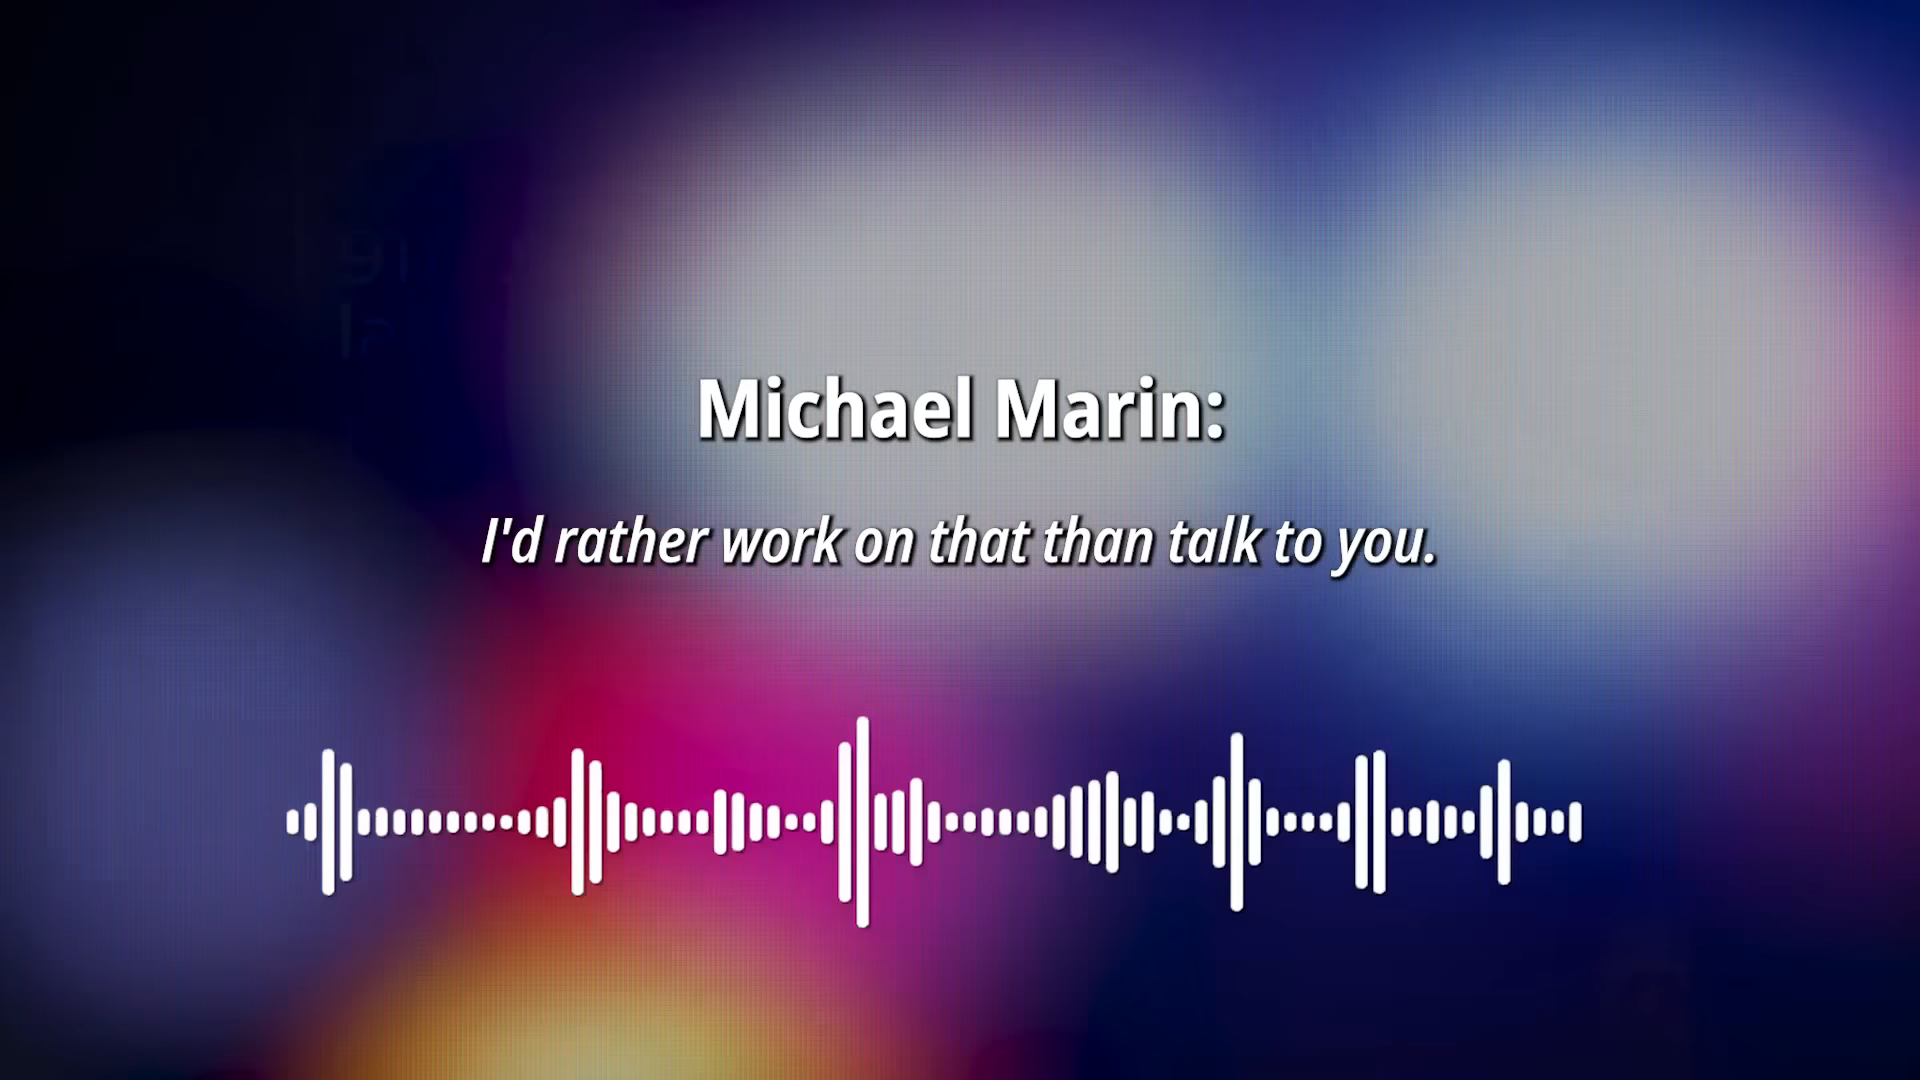 Michael Marin:
I'd rather work on that than talk to you.